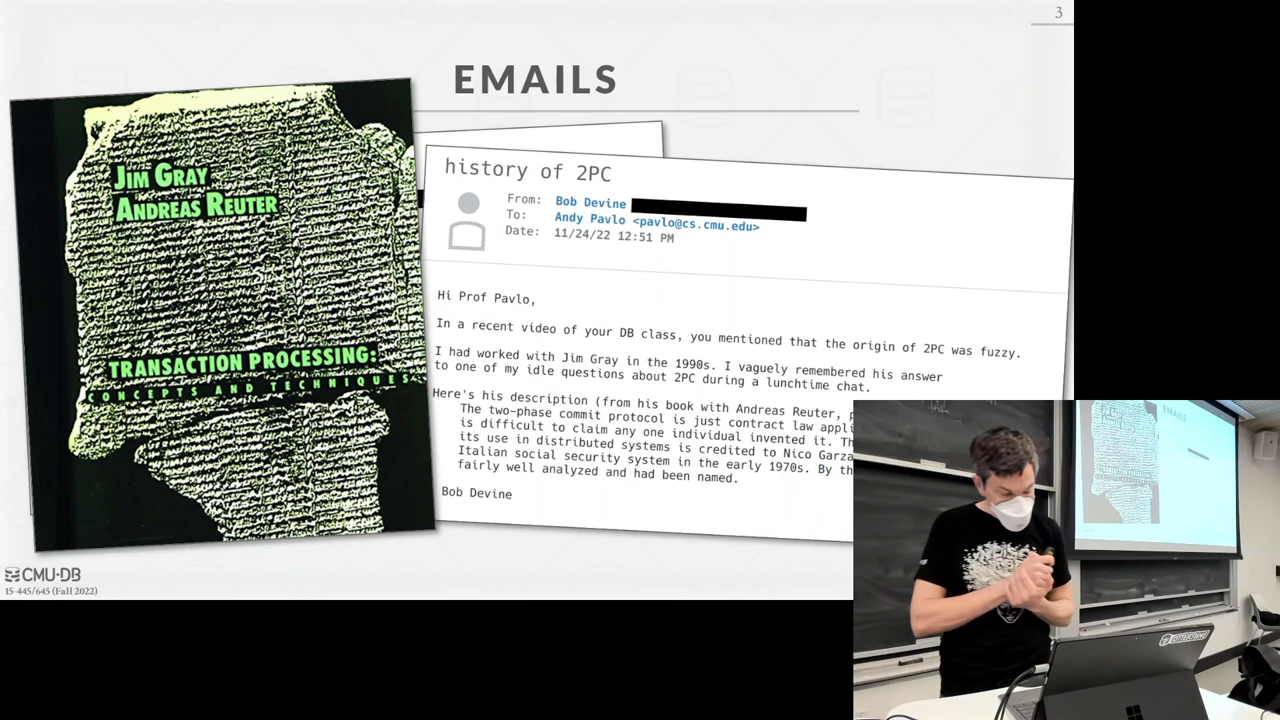 3
EMAILS
JIM GRAY
ANDREAS REUTER
TRANSACTION PROCESSING:
CONCEPTS AND TECHNIQUES
history of 2PC
From: Bob Devine
To: Andy Pavlo <pavlo@cs.cmu.edu>
Date: 11/24/22 12:51 PM
Hi Prof Pavlo,
In a recent video of your DB class, you mentioned that the origin of 2PC was fuzzy.
I had worked with Jim Gray in the 1990s. I vaguely remembered his answer
to one of my idle questions about 2PC during a lunchtime chat.
Here's his description (from his book with Andreas Reuter,
The two-phase commit protocol is just contract law
is difficult to claim any one individual invented it.
its use in distributed systems is credited to Nico
Italian social security system in the early 1970s. By
fairly well analyzed and had been named.
Bob Devine
CMU·DB
15-445/645 (Fall 2022)
EMAILS
OTTERTUNE